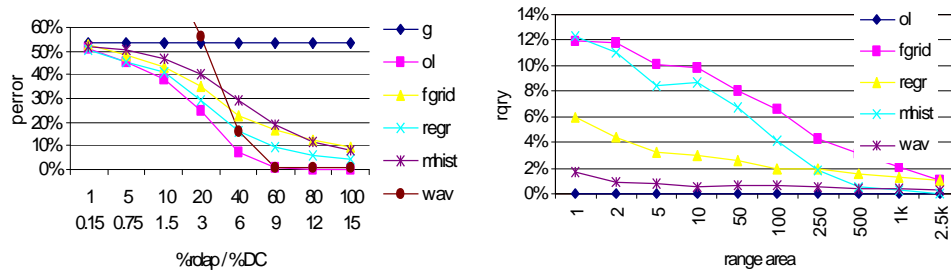 60%
50%
40%
30%
20%
10%
0%
perror
1 5 10 20 40 60 80 100
0.15 0.75 1.5 3 6 9 12 15
%rolap / %DC
g
ol
fgrid
regr
mhist
wav
14%
12%
10%
8%
6%
4%
2%
0%
rqry
1 2 5 10 50 100 250 500 1k 2.5k
range area
ol
fgrid
regr
mhist
wav